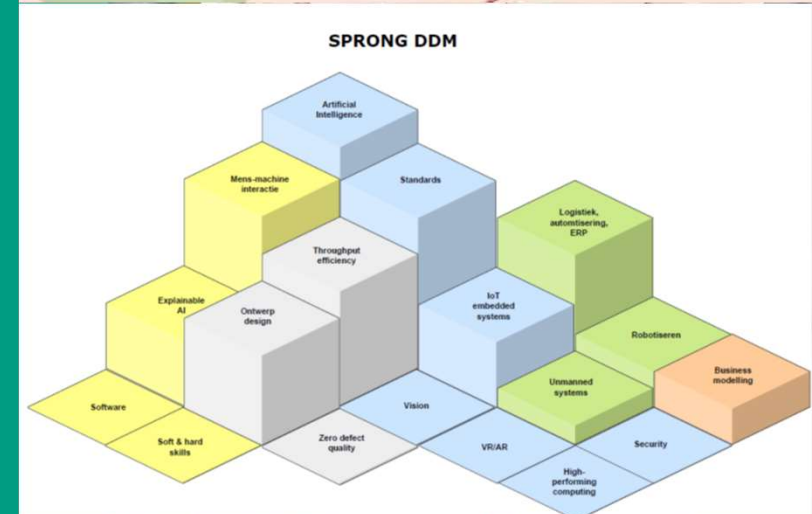 SPRONG DDM
Artificial
Intelligence
Mens-machine
interactie
Standards
Logistiek,
automtisering,
ERP
Throughput
efficiency
Explainable
AI
Ontwerp
design
IoT
embedded
systems
Robotiseren
Business
modelling
Unmanned
systems
Software
Vision
Soft & hard
skills
Zero defect
quality
VR/AR
Security
High-
performing
computing